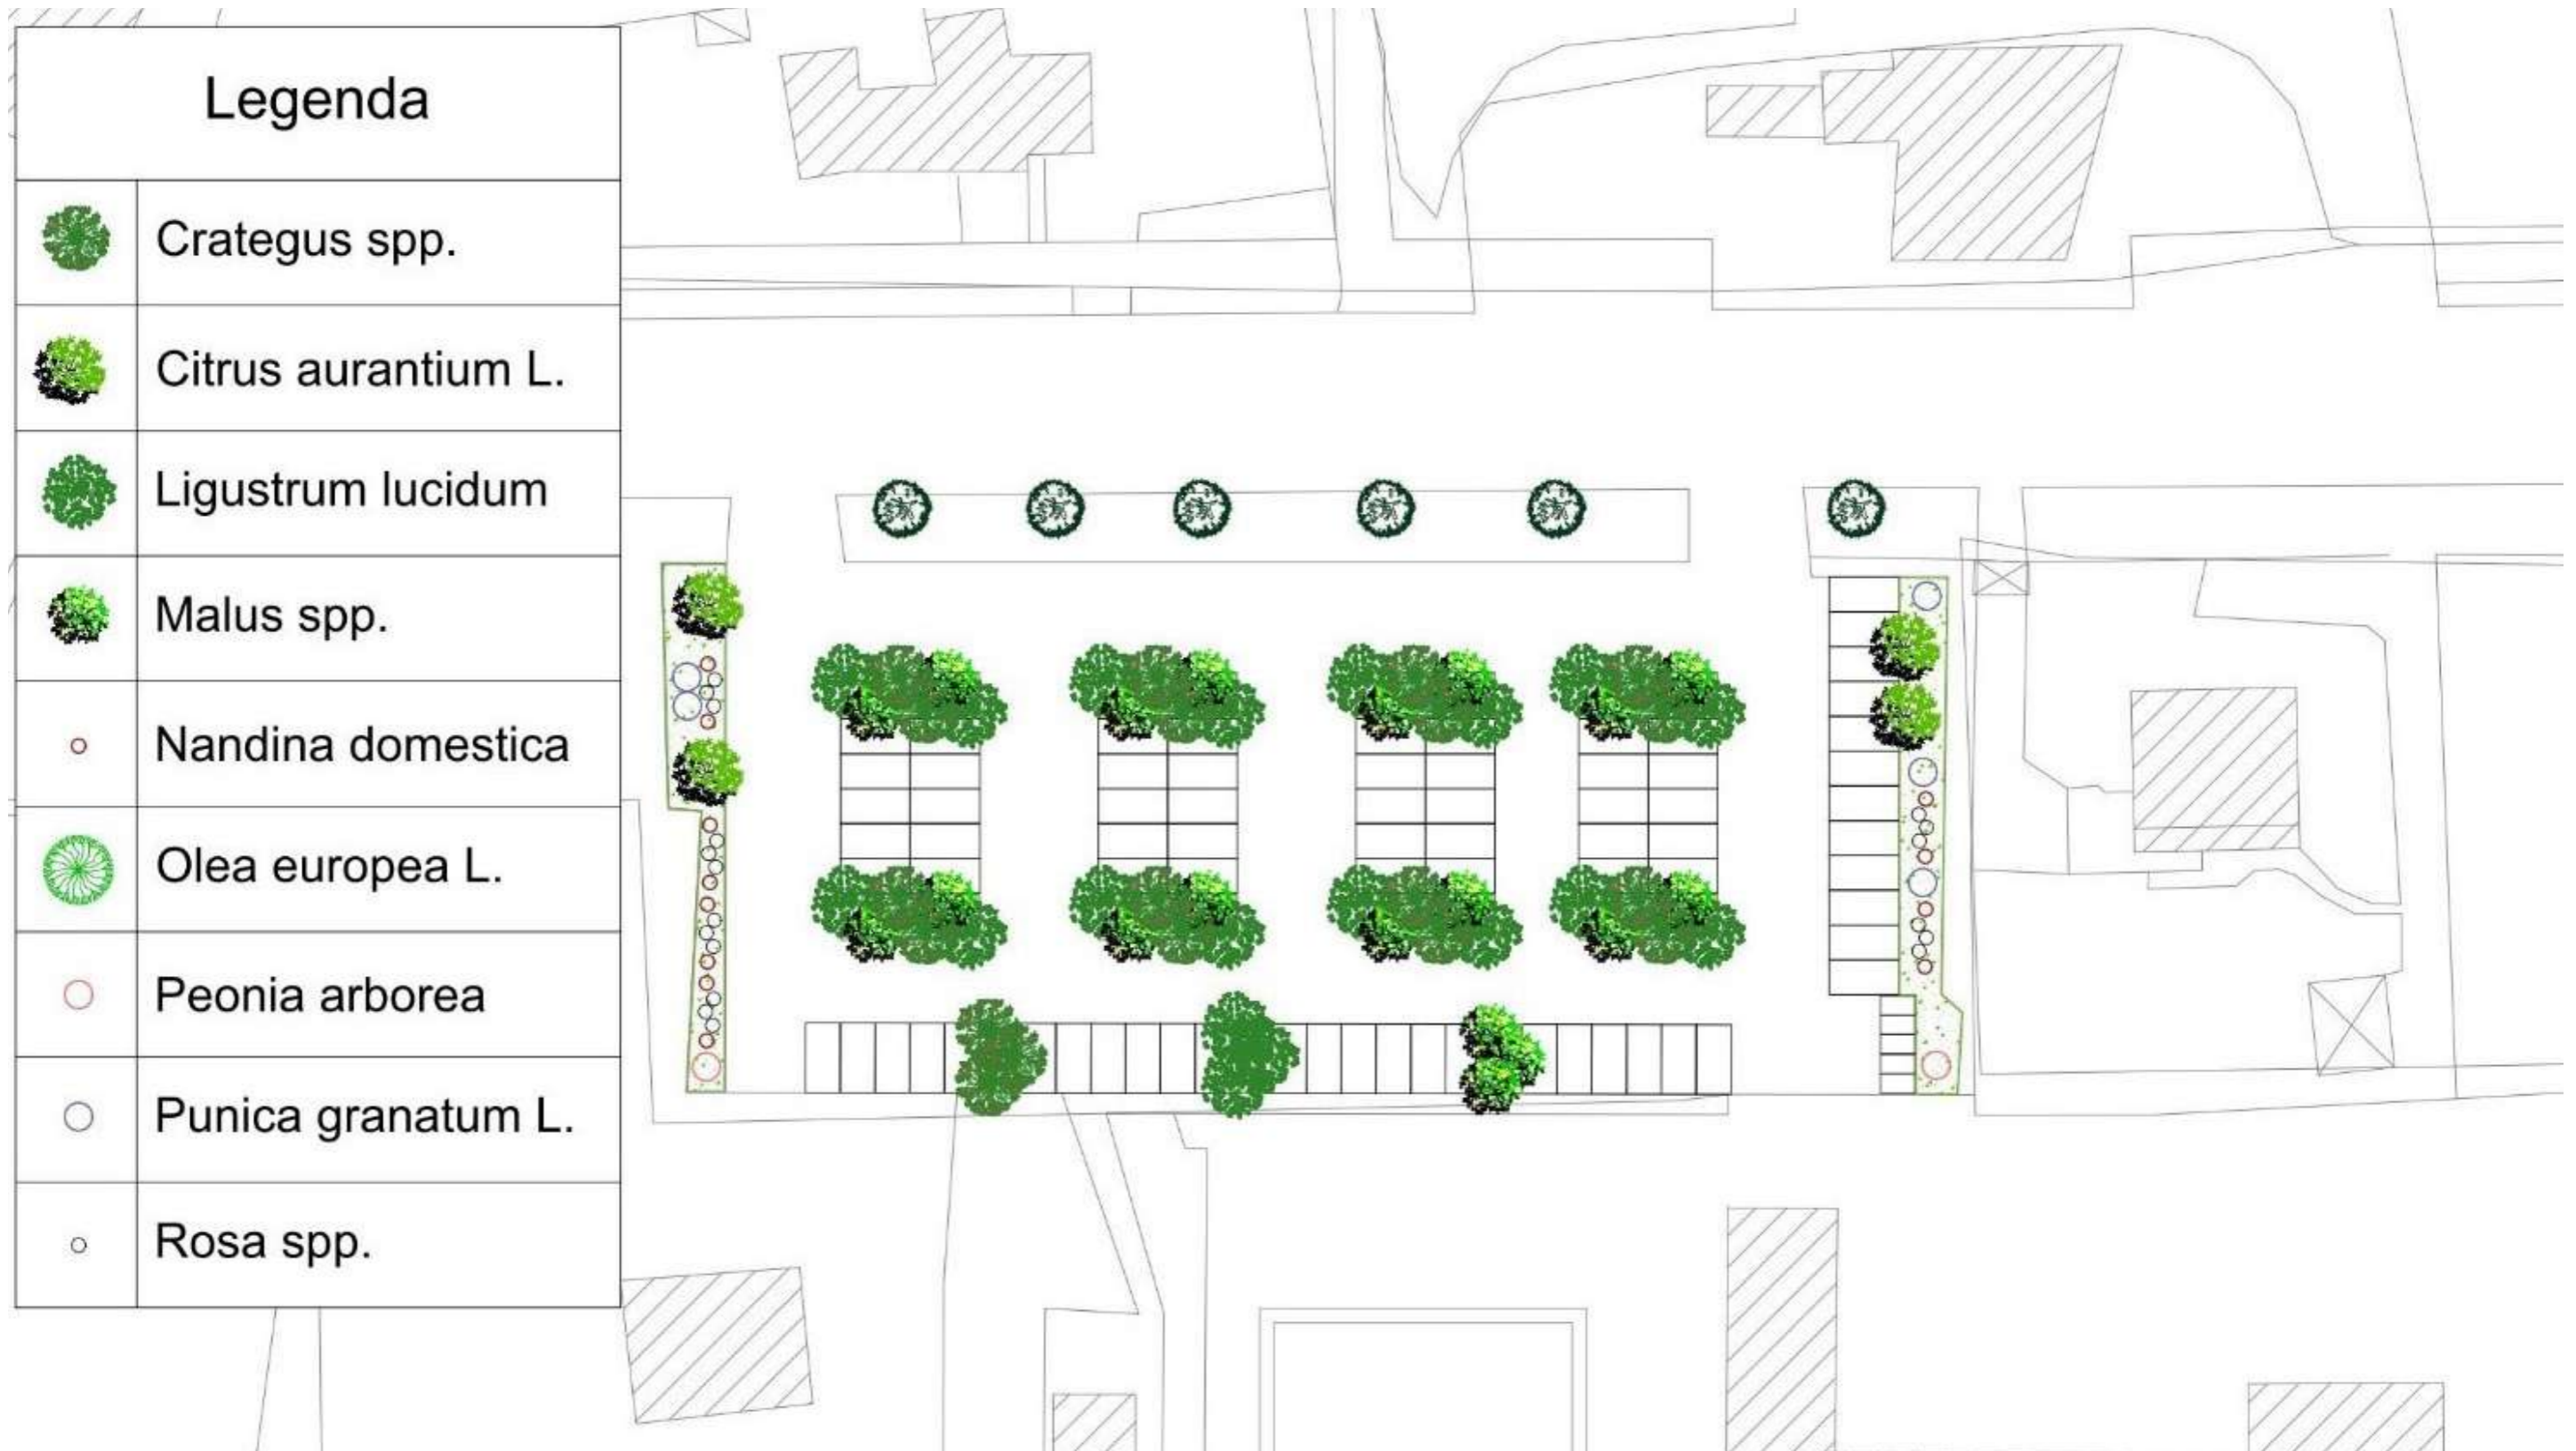 Legenda
Crategus spp.
Citrus aurantium L.
Ligustrum lucidum
Malus spp.
Nandina domestica
Olea europea L.
Peonia arborea
Punica granatum L.
Rosa spp.